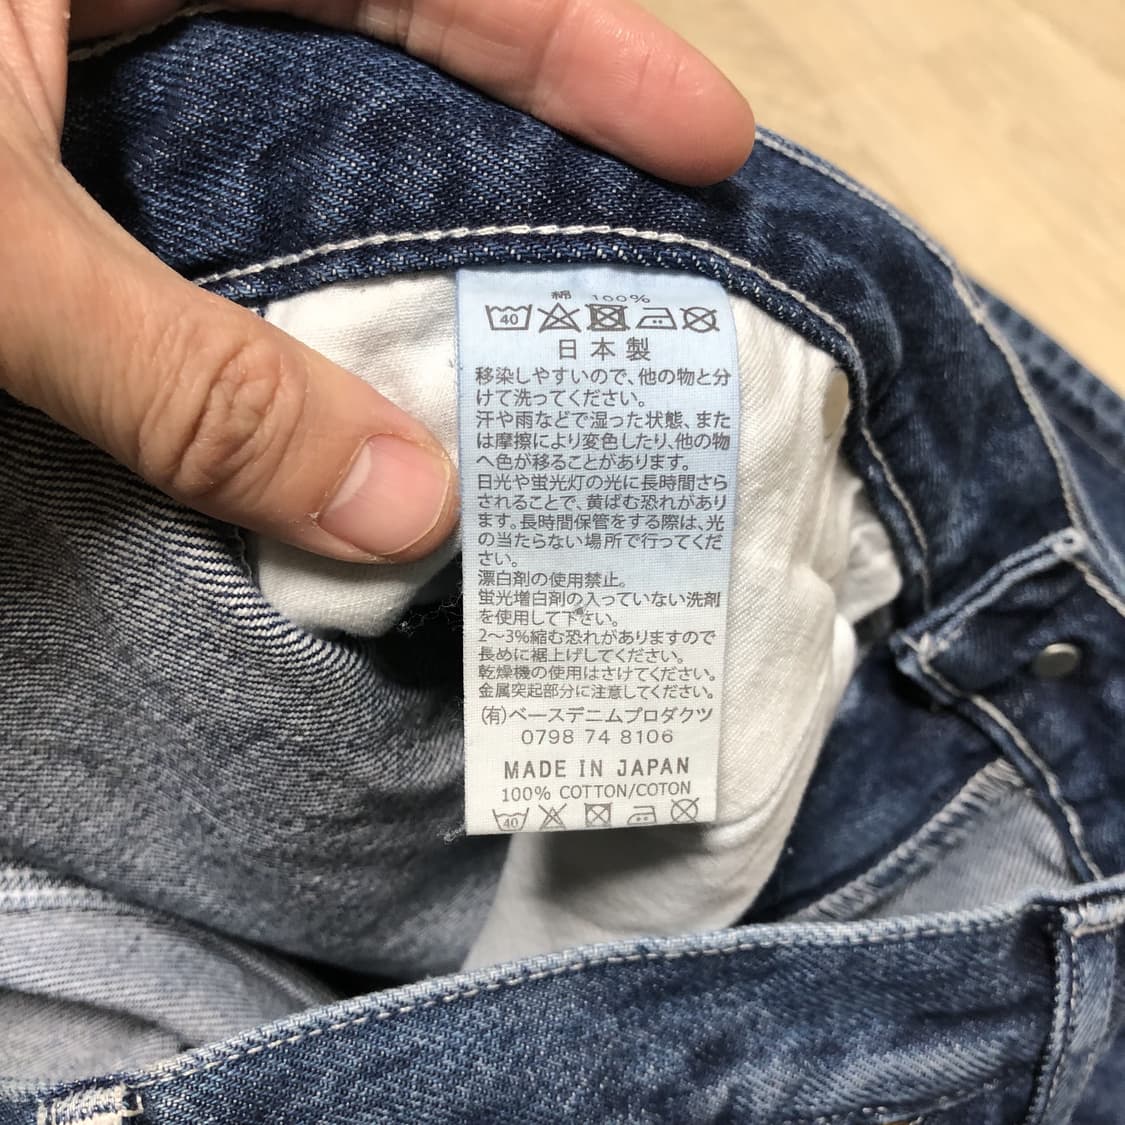 綿 100%
40
日本製
移染しやすいので、他の物と分
けて洗ってください。
汗や雨などで湿った状態、また
は摩擦により変色したり、他の物
へ色が移ることがあります。
日光や蛍光灯の光に長時間さら
されることで、黄ばむ恐れがあり
ます。長時間保管をする際は、光
の当たらない場所で行ってくだ
さい。
漂白剤の使用禁止。
蛍光増白剤の入っていない洗剤
を使用して下さい。
2〜3%縮む恐れがありますので
長めに裾上げしてください。
乾燥機の使用はさけてください。
金属突起部分に注意してください。
(有)ベースデニムプロダクツ
0798 74 8106
MADE IN JAPAN
100% COTTON/COTON
40